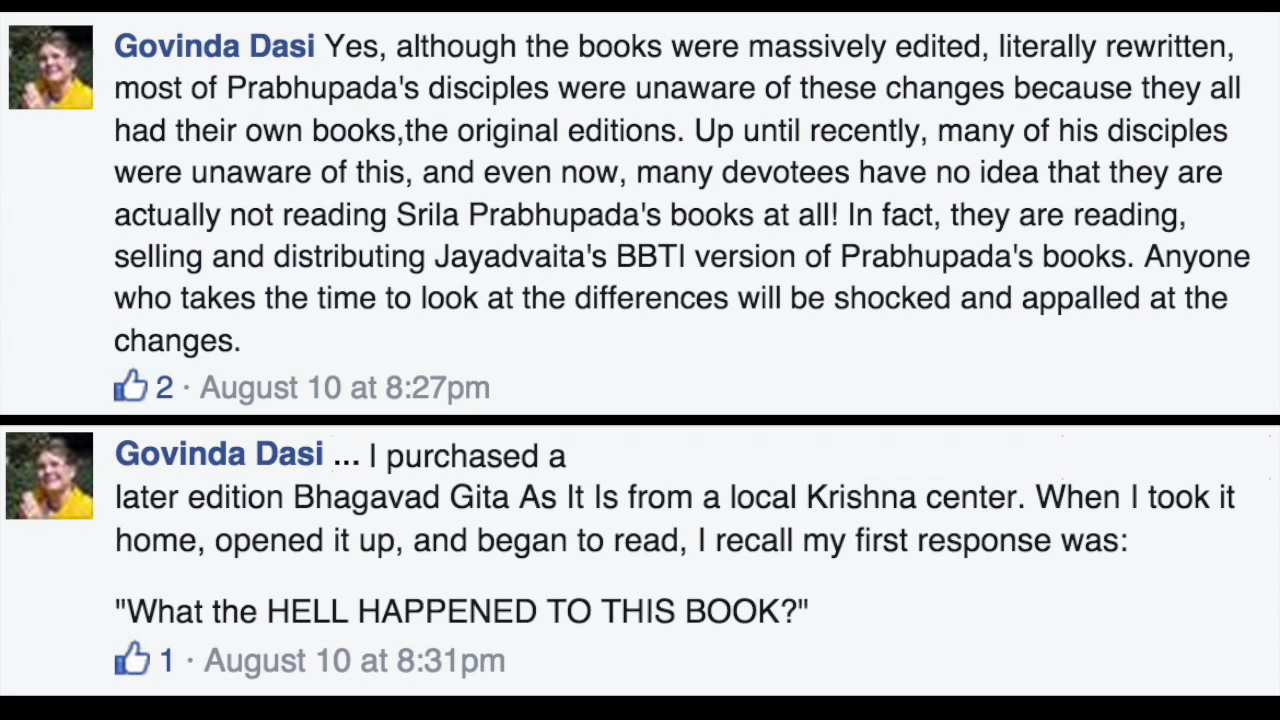 Govinda Dasi Yes, although the books were massively edited, literally rewritten,
most of Prabhupada's disciples were unaware of these changes because they all
had their own books,the original editions. Up until recently, many of his disciples
were unaware of this, and even now, many devotees have no idea that they are
actually not reading Srila Prabhupada's books at all! In fact, they are reading,
selling and distributing Jayadvaita's BBTI version of Prabhupada's books. Anyone
who takes the time to look at the differences will be shocked and appalled at the
changes.
2 · August 10 at 8:27pm
Govinda Dasi ... I purchased a
later edition Bhagavad Gita As It Is from a local Krishna center. When I took it
home, opened it up, and began to read, I recall my first response was:
"What the HELL HAPPENED TO THIS BOOK?"
1 · August 10 at 8:31pm